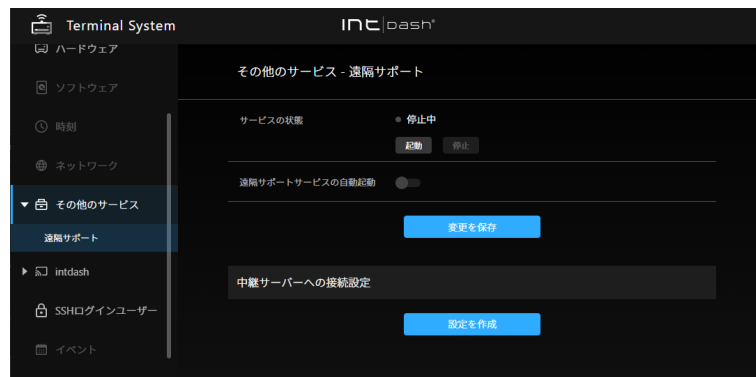 Terminal System
intdash®
ハードウェア
ソフトウェア
時刻
ネットワーク
その他のサービス
遠隔サポート
intdash
SSHログインユーザー
イベント
その他のサービス - 遠隔サポート
サービスの状態
停止中
起動
停止
遠隔サポートサービスの自動起動
変更を保存
中継サーバーへの接続設定
設定を作成